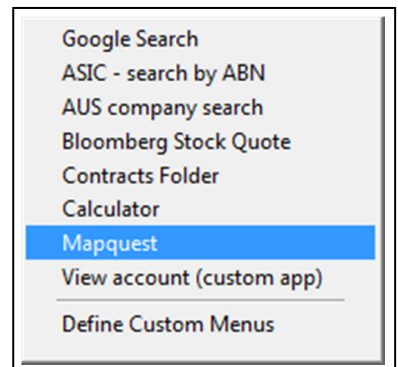 Google Search
ASIC - search by ABN
AUS company search
Bloomberg Stock Quote
Contracts Folder
Calculator
Mapquest
View account (custom app)
Define Custom Menus